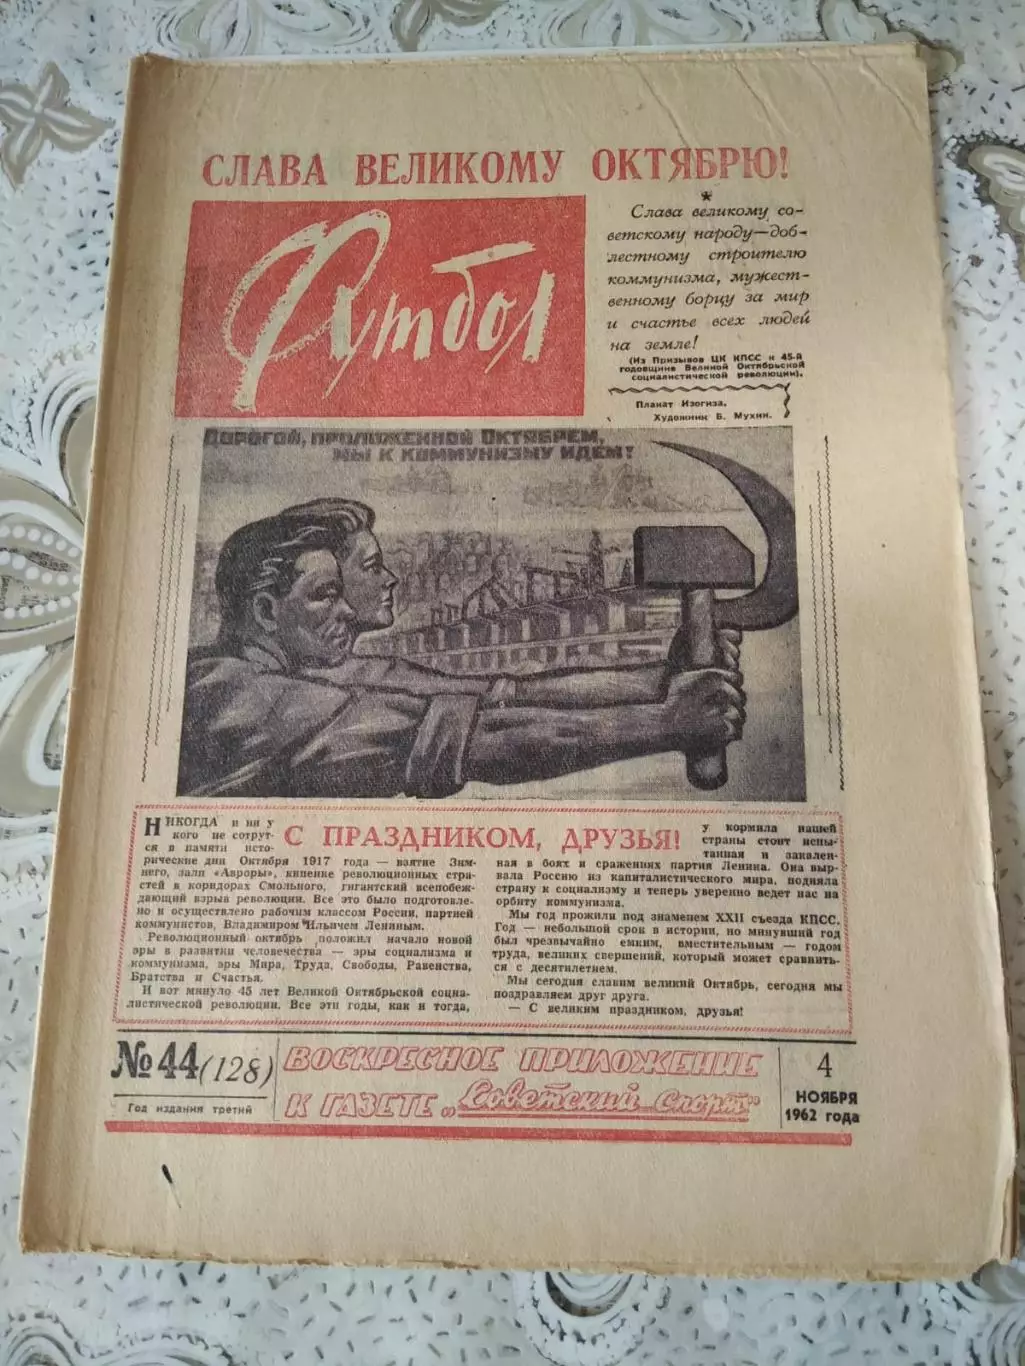 СЛАВА ВЕЛИКОМУ ОКТЯБРЮ!
Футбол
Слава великому со-
ветскому народу—доб-
лестному строителю
коммунизма, мужест-
венному борцу за мир
и счастье всех людей
на земле!
(Из Призывов ЦК КПСС к 45-й
годовщине Великой Октябрьской
социалистической революции).
Плакат Изогиза.
Художник Б. Мухин.
ДОРОГОЙ, ПРОЛОЖЕННОЙ ОКТЯБРЕМ,
МЫ К КОММУНИЗМУ ИДЕМ!
С ПРАЗДНИКОМ, ДРУЗЬЯ!
НИКОГДА и ни у
кого не сотрут-
ся в памяти исто-
рические дни Октября 1917 года — взятие Зим-
него, залп «Авроры», кипение революционных стра-
стей в коридорах Смольного, гигантский всепобеж-
дающий взрыв революции. Все это было подготовле-
но и осуществлено рабочим классом России, партией
коммунистов, Владимиром Ильичем Лениным.
Революционный октябрь положил начало новой
эры в развитии человечества — эры социализма и
коммунизма, эры Мира, Труда, Свободы, Равенства,
Братства и Счастья.
И вот минуло 45 лет Великой Октябрьской социа-
листической революции. Все эти годы, как и тогда,
у кормила нашей
страны стоит испы-
танная и закален-
ная в боях и сражениях партия Ленина. Она выр-
вала Россию из капиталистического мира, подняла
страну к социализму и теперь уверенно ведет нас на
орбиту коммунизма.
Мы год прожили под знаменем XXII съезда КПСС.
Год — небольшой срок в истории, но минувший год
был чрезвычайно емким, вместительным — годом
труда, великих свершений, который может сравнить-
ся с десятилетием.
Мы сегодня славим великий Октябрь, сегодня мы
поздравляем друг друга.
— С великим праздником, друзья!
№ 44 (128)
Год издания третий
ВОСКРЕСНОЕ ПРИЛОЖЕНИЕ
К ГАЗЕТЕ „Советский спорт"
4
НОЯБРЯ
1962 года